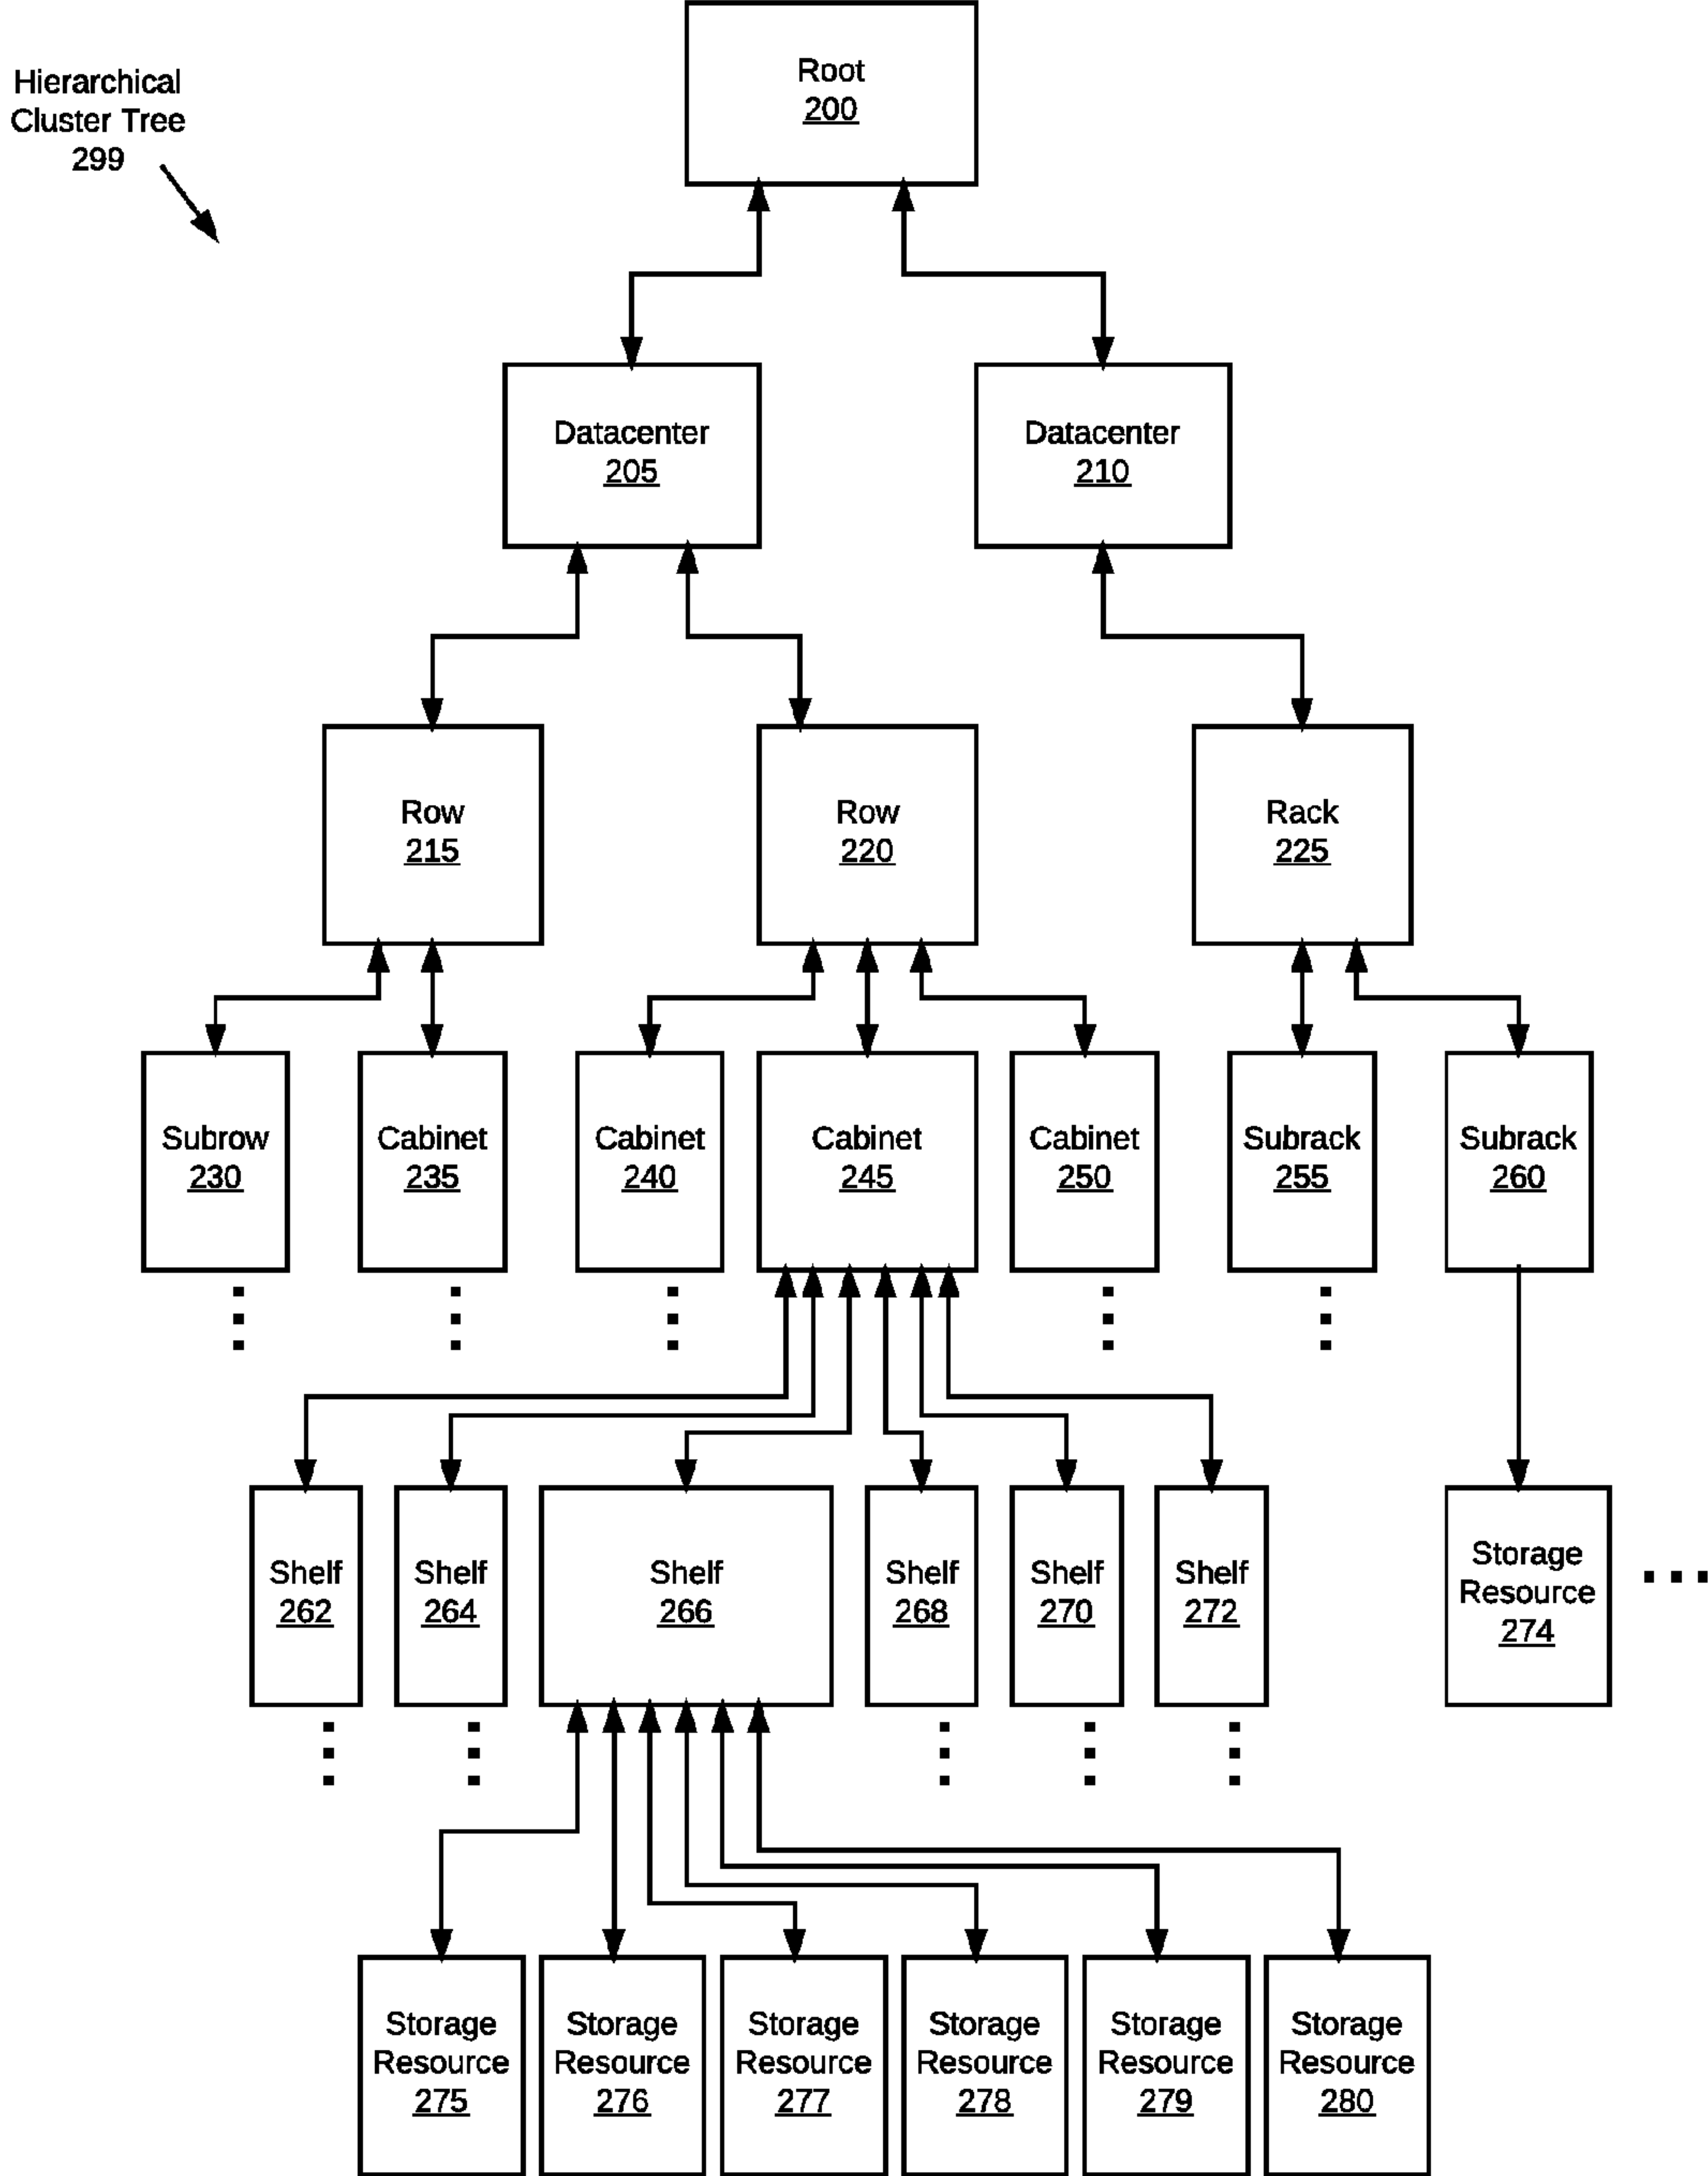 Hierarchical
Cluster Tree
299
Root
200
Datacenter
205
Datacenter
210
Row
215
Row
220
Rack
225
Subrow
230
Cabinet
235
Cabinet
240
Cabinet
245
Cabinet
250
Subrack
255
Subrack
260
Shelf
262
Shelf
264
Shelf
266
Shelf
268
Shelf
270
Shelf
272
Storage
Resource
274
Storage
Resource
275
Storage
Resource
276
Storage
Resource
277
Storage
Resource
278
Storage
Resource
279
Storage
Resource
280